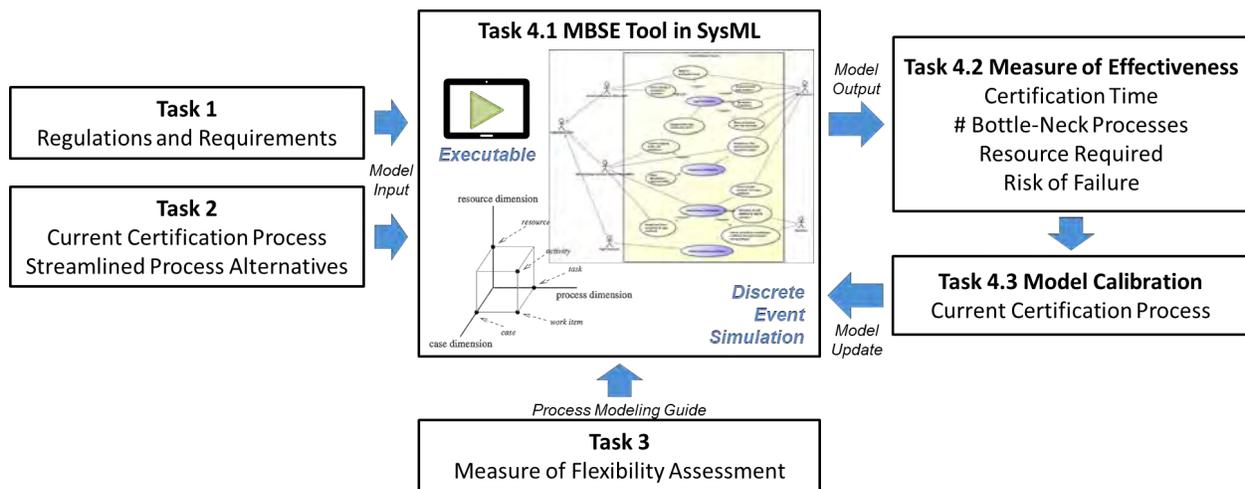 Task 1
Regulations and Requirements
Task 2
Current Certification Process
Streamlined Process Alternatives
Model
Input
Task 4.1 MBSE Tool in SysML
Executable
resource dimension
resource
activity
task
process dimension
work item
case
case dimension
Discrete
Event
Simulation
Model
Output
Task 4.2 Measure of Effectiveness
Certification Time
# Bottle-Neck Processes
Resource Required
Risk of Failure
Task 4.3 Model Calibration
Current Certification Process
Model
Update
Process Modeling Guide
Task 3
Measure of Flexibility Assessment